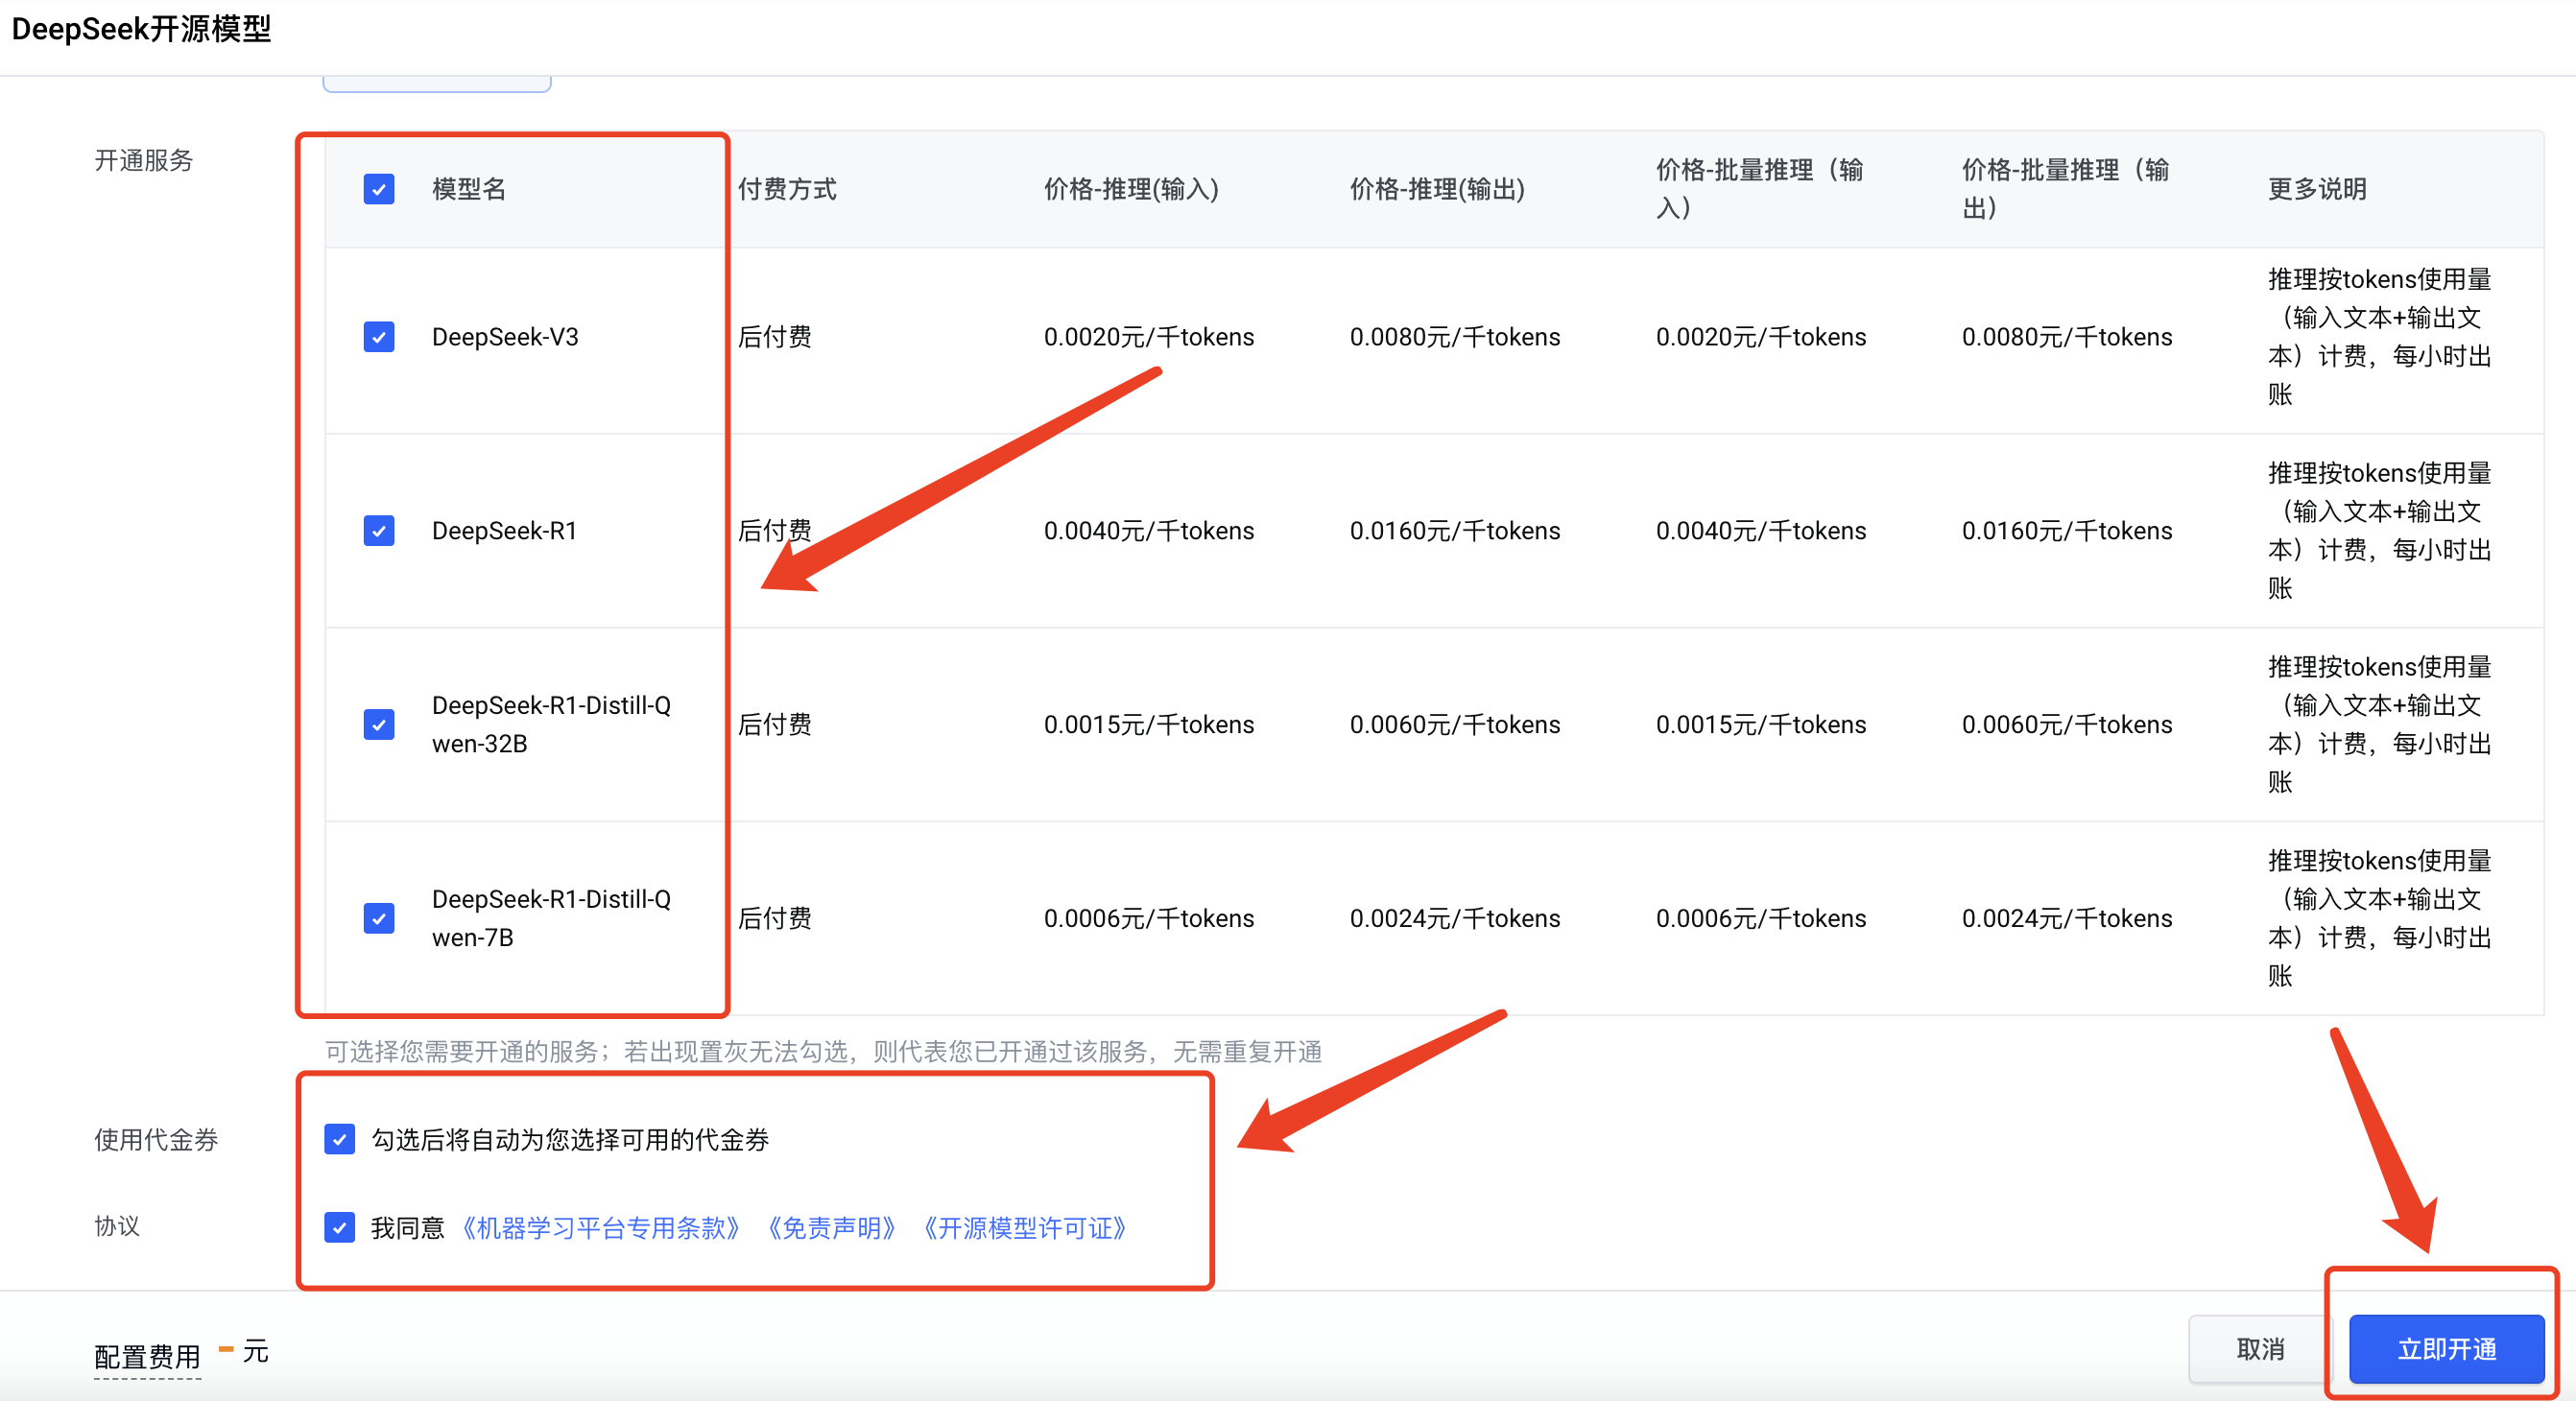 DeepSeek开源模型
开通服务
模型名
付费方式
价格-推理(输入)
价格-推理(输出)
价格-批量推理（输
入）
价格-批量推理（输
出）
更多说明
DeepSeek-V3
后付费
0.0020元/千tokens
0.0080元/千tokens
0.0020元/千tokens
0.0080元/千tokens
推理按tokens使用量
（输入文本+输出文
本）计费，每小时出
账
DeepSeek-R1
后付费
0.0040元/千tokens
0.0160元/千tokens
0.0040元/千tokens
0.0160元/千tokens
推理按tokens使用量
（输入文本+输出文
本）计费，每小时出
账
DeepSeek-R1-Distill-Q
wen-32B
后付费
0.0015元/千tokens
0.0060元/千tokens
0.0015元/千tokens
0.0060元/千tokens
推理按tokens使用量
（输入文本+输出文
本）计费，每小时出
账
DeepSeek-R1-Distill-Q
wen-7B
后付费
0.0006元/千tokens
0.0024元/千tokens
0.0006元/千tokens
0.0024元/千tokens
推理按tokens使用量
（输入文本+输出文
本）计费，每小时出
账
可选择您需要开通的服务；若出现置灰无法勾选，则代表您已开通过该服务，无需重复开通
使用代金券
勾选后将自动为您选择可用的代金券
协议
我同意《机器学习平台专用条款》《免责声明》《开源模型许可证》
配置费用 - 元
取消
立即开通